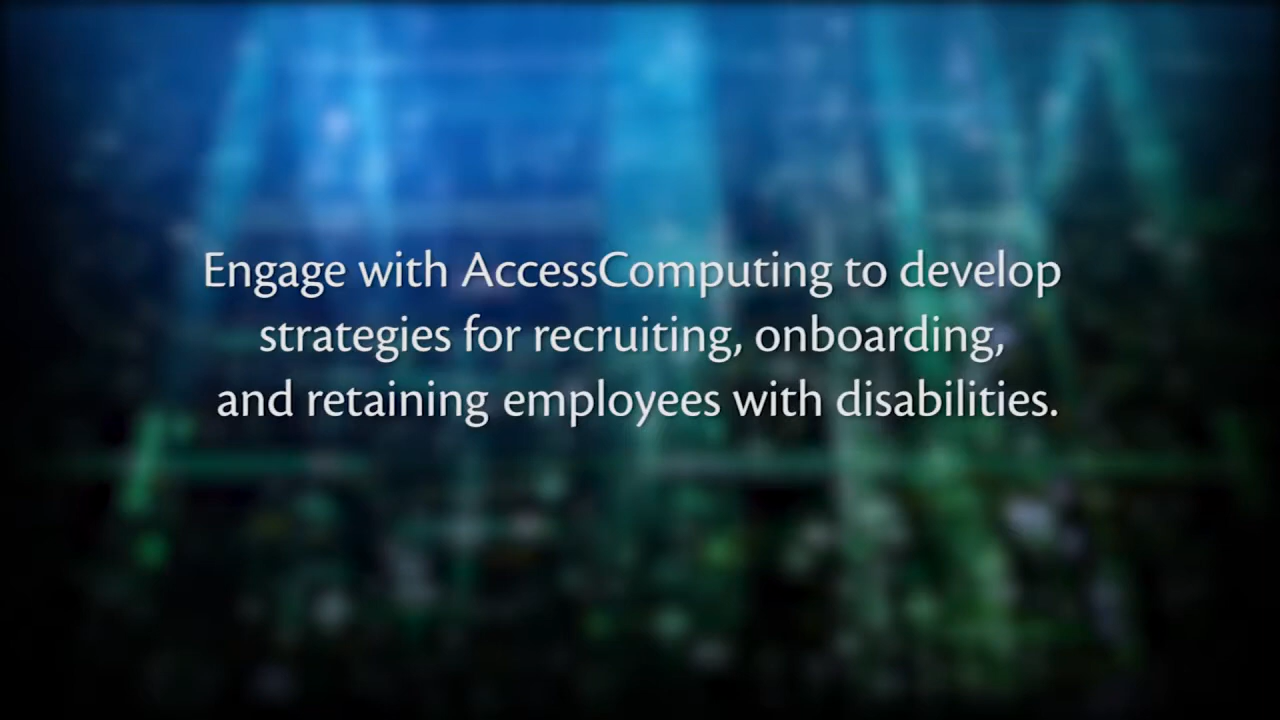 Engage with AccessComputing to develop
strategies for recruiting, onboarding,
and retaining employees with disabilities.